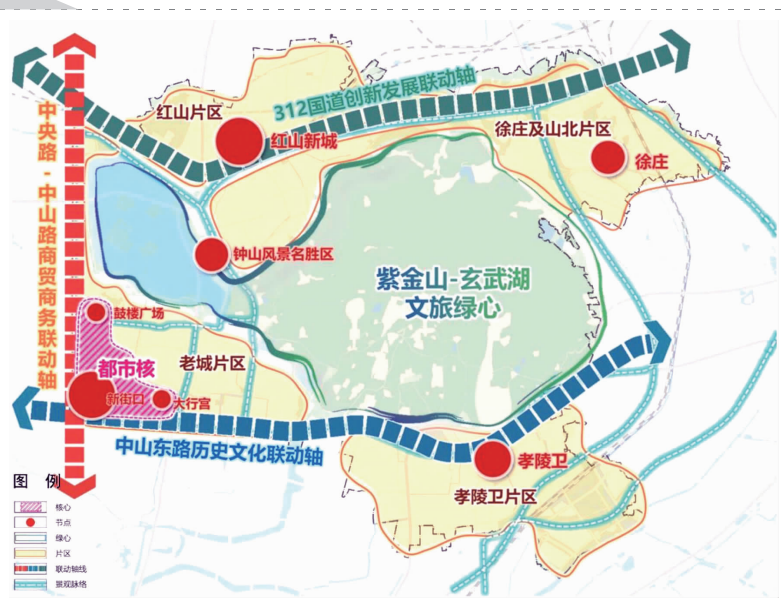 312国道创新发展联动轴
红山片区
红山新城
徐庄及山北片区
徐庄
中央路-中山路商贸商务联动轴
钟山风景名胜区
紫金山-玄武湖
文旅绿心
鼓楼广场
老城片区
都市核
新街口
大行宫
中山东路历史文化联动轴
孝陵卫
孝陵卫片区
图 例
核心
节点
绿心
片区
联动轴线
景观脉络